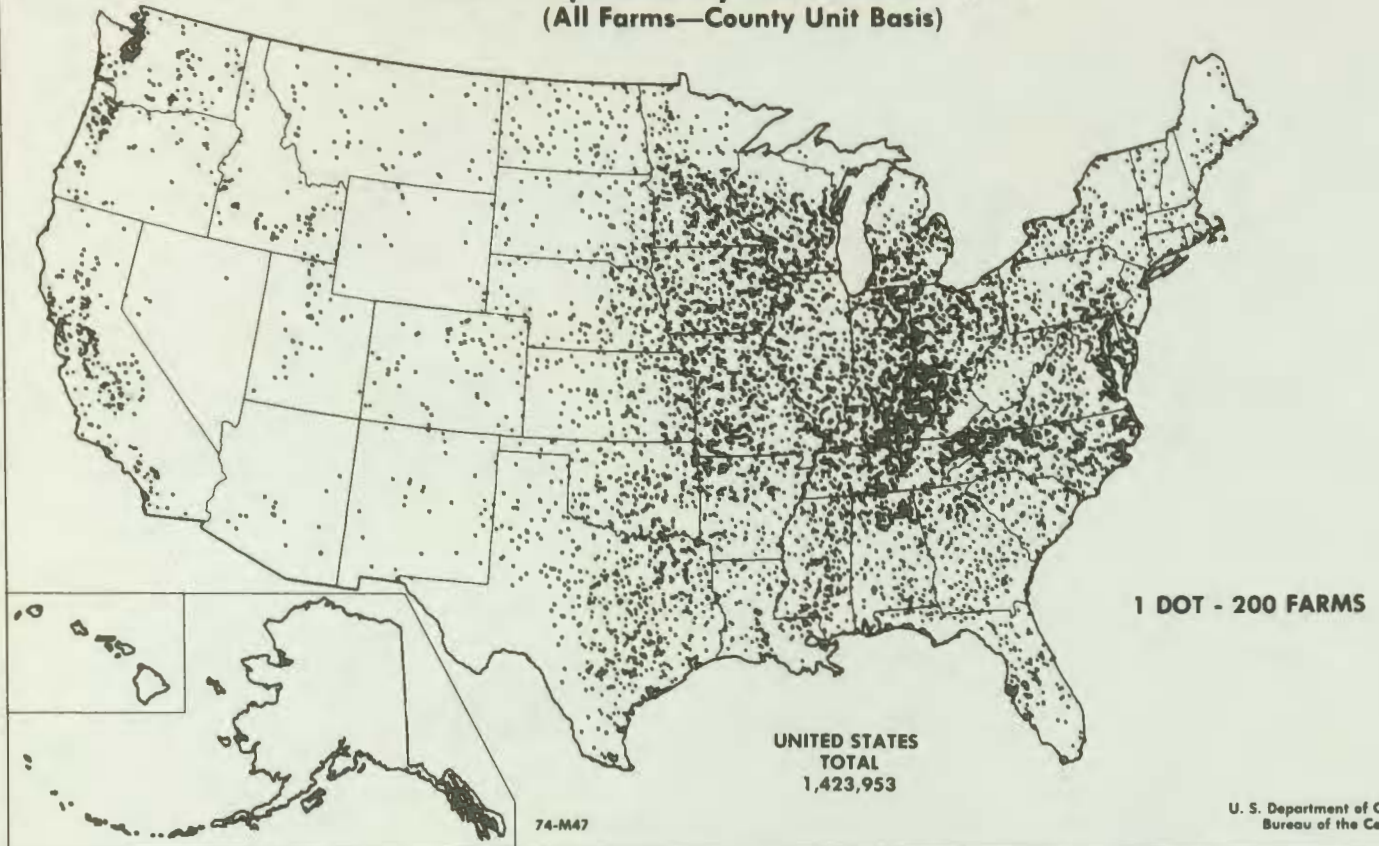 (All Farms—County Unit Basis)
1 DOT - 200 FARMS
UNITED STATES
TOTAL
1,423,953
74-M47
U. S. Department of
Bureau of the